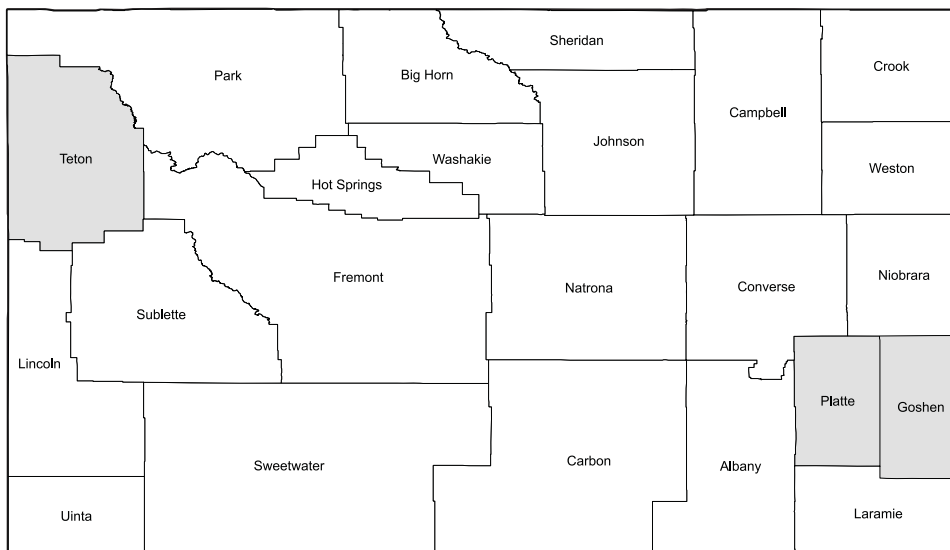 Sheridan
Crook
Park
Big Horn
Campbell
Johnson
Teton
Washakie
Weston
Hot Springs
Fremont
Niobrara
Natrona
Converse
Sublette
Lincoln
Platte
Goshen
Sweetwater
Carbon
Albany
Uinta
Laramie